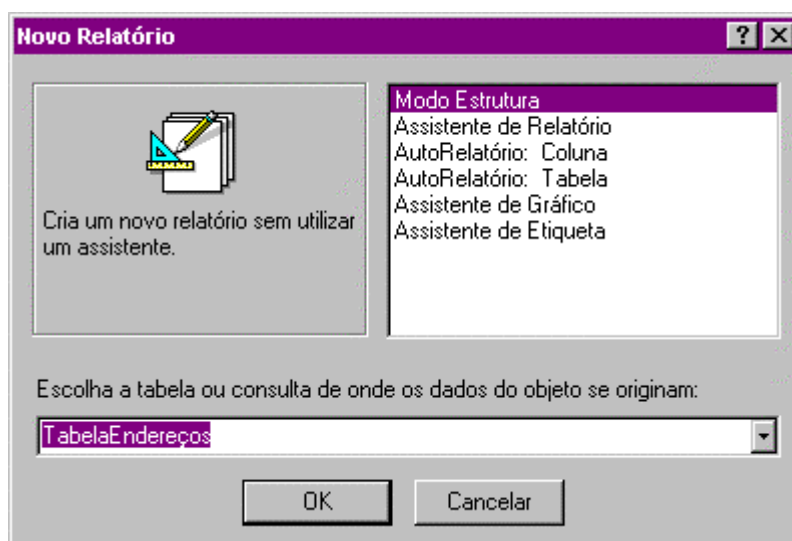 Novo Relatório
Cria um novo relatório sem utilizar
um assistente.
Modo Estrutura
Assistente de Relatório
AutoRelatório: Coluna
AutoRelatório: Tabela
Assistente de Gráfico
Assistente de Etiqueta
Escolha a tabela ou consulta de onde os dados do objeto se originam:
TabelaEndereços
OK
Cancelar